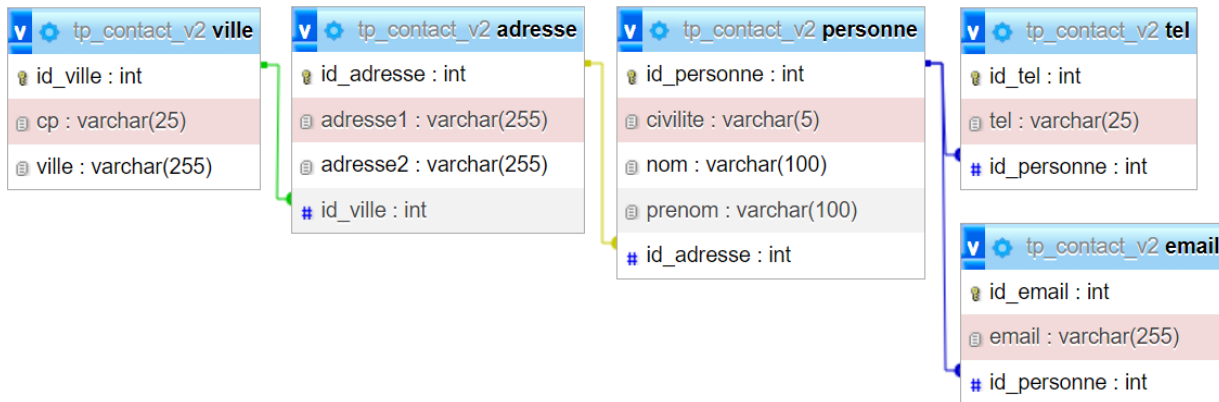 v tp_contact_v2 ville
id_ville : int
cp : varchar(25)
ville : varchar(255)
v tp_contact_v2 adresse
id_adresse : int
adresse1 : varchar(255)
adresse2 : varchar(255)
# id_ville : int
v tp_contact_v2 personne
id_personne : int
civilite : varchar(5)
nom : varchar(100)
prenom : varchar(100)
# id_adresse : int
v tp_contact_v2 tel
id_tel : int
tel : varchar(25)
# id_personne : int
v tp_contact_v2 email
id_email : int
email : varchar(255)
# id_personne : int